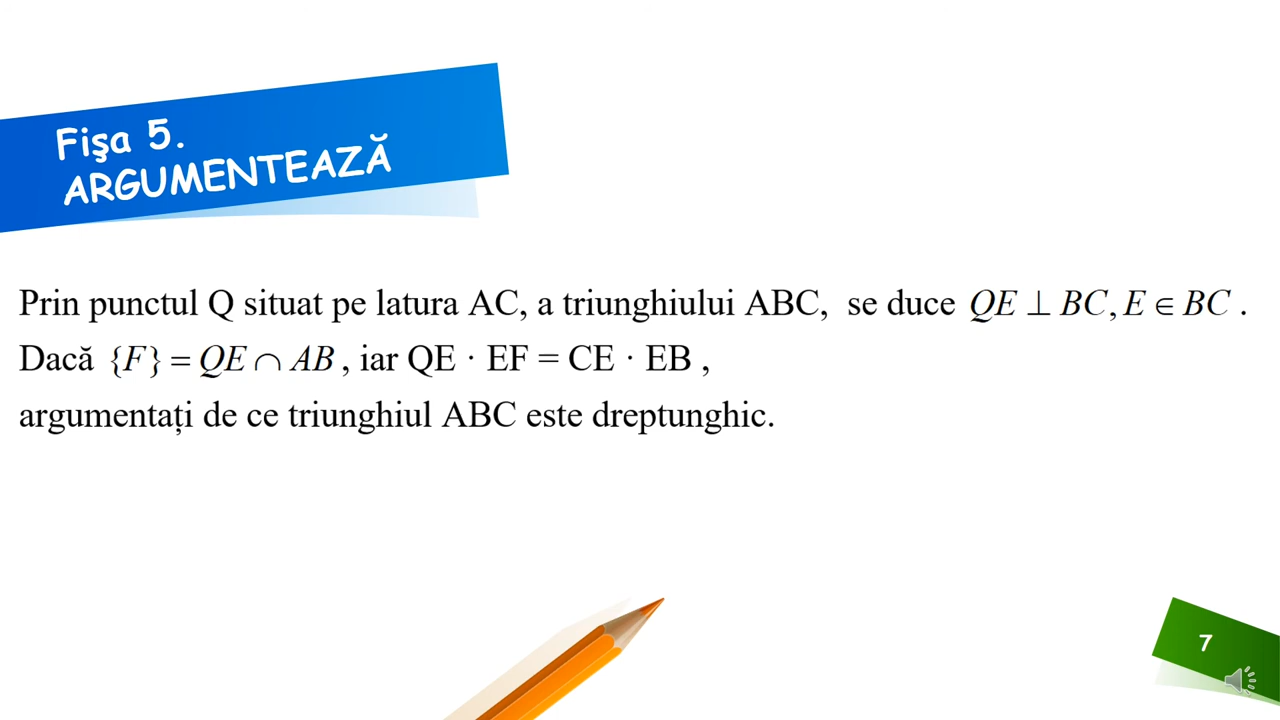 Fişa 5.
ARGUMENTEAZĂ
Prin punctul Q situat pe latura AC, a triunghiului ABC, se duce QE ⊥ BC, E ∈ BC .
Dacă {F} = QE ∩ AB , iar QE · EF = CE · EB ,
argumentați de ce triunghiul ABC este dreptunghic.
7